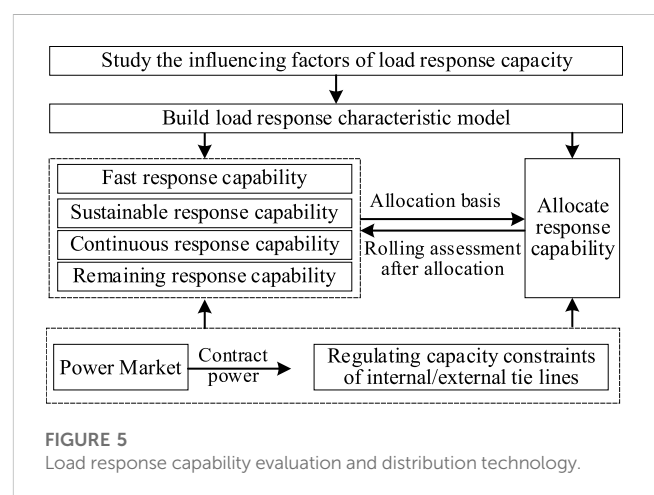 Study the influencing factors of load response capacity
Build load response characteristic model
Fast response capability
Sustainable response capability
Continuous response capability
Remaining response capability
Allocation basis
Rolling assessment
after allocation
Allocate
response
capability
Power Market
Contract
power
Regulating capacity constraints
of internal/external tie lines
FIGURE 5
Load response capability evaluation and distribution technology.